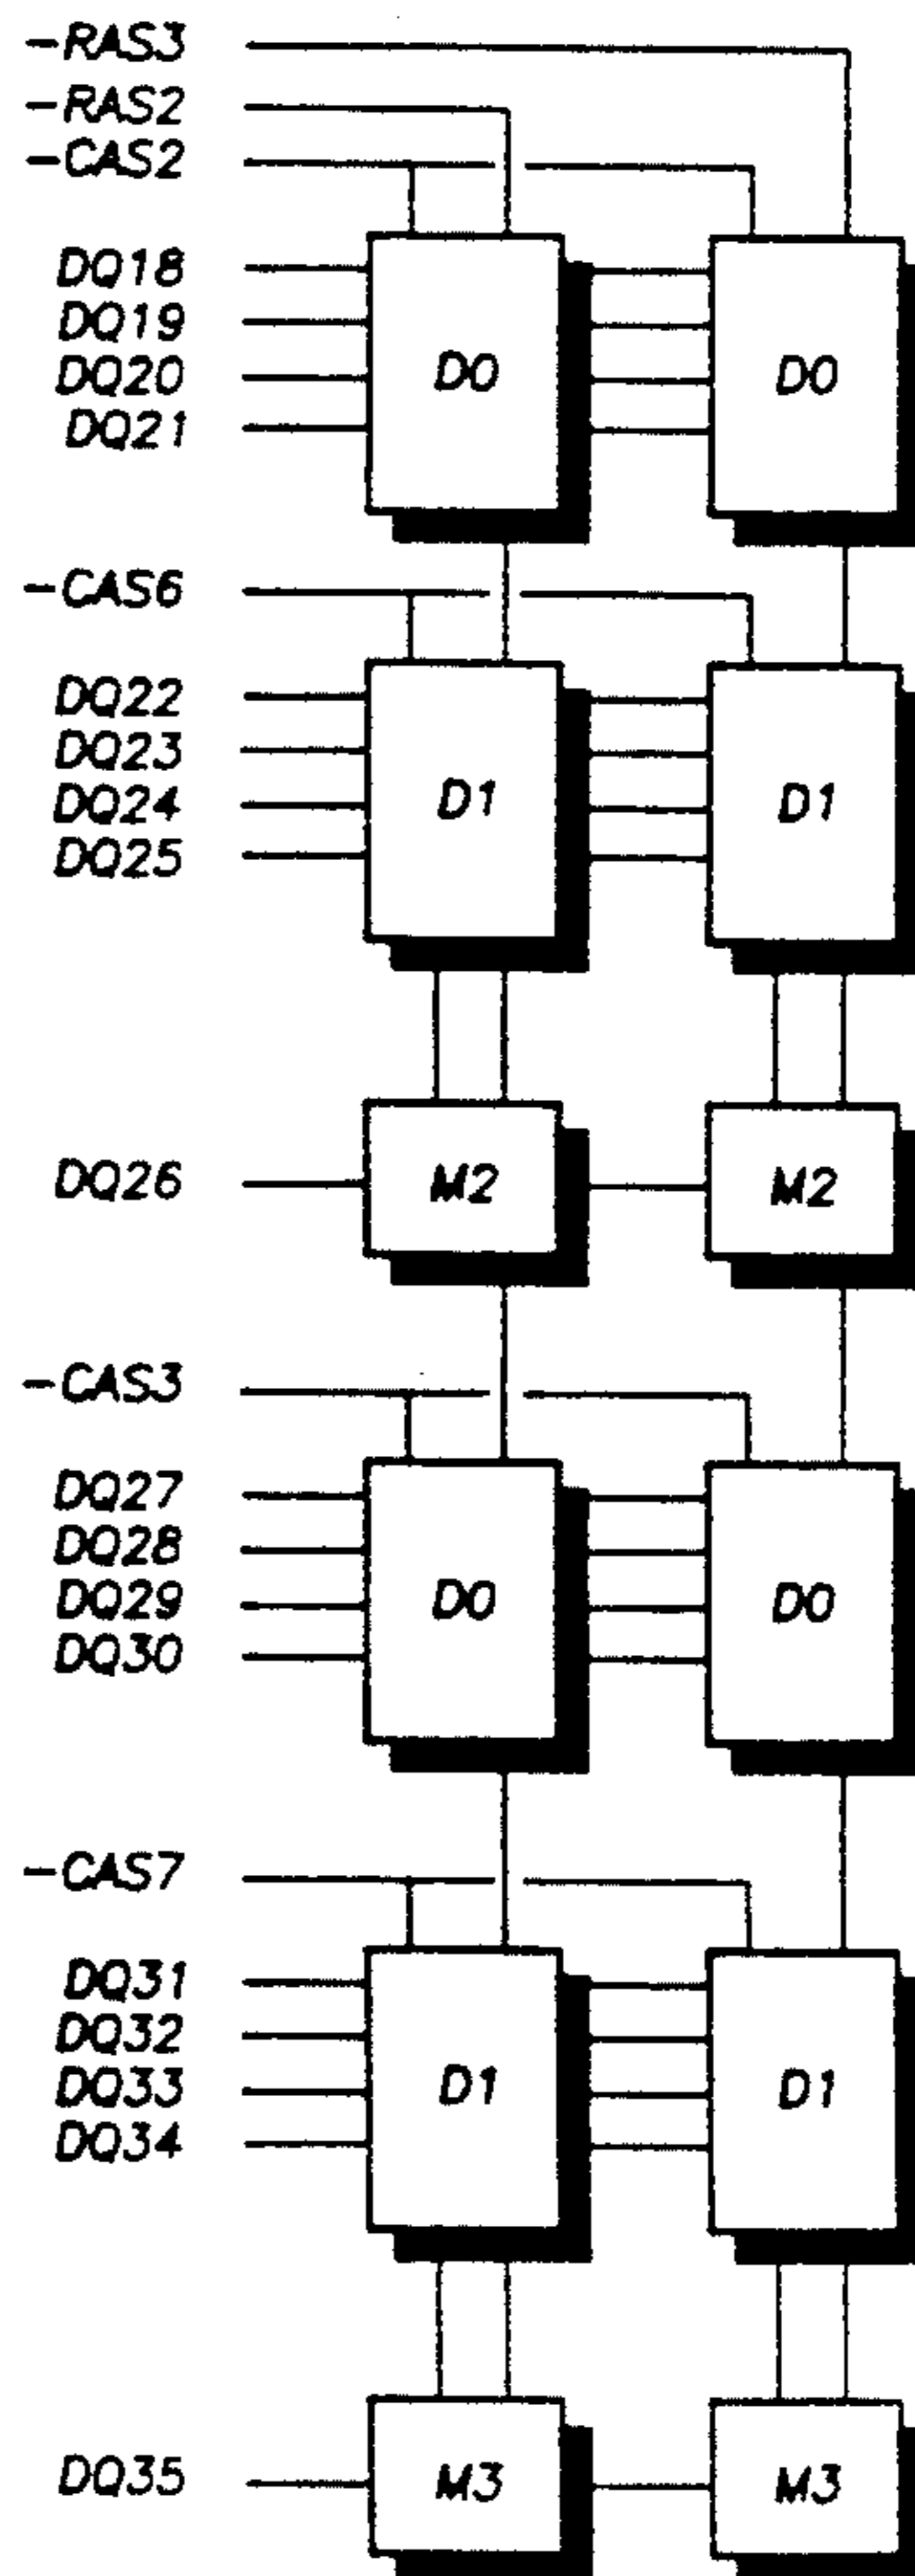 -RAS3
-RAS2
-CAS2
DQ18
DQ19
DQ20
DQ21
D0 D0
-CAS6
DQ22
DQ23
DQ24
DQ25
D1 D1
DQ26 M2 M2
-CAS3
DQ27
DQ28
DQ29
DQ30
D0 D0
-CAS7
DQ31
DQ32
DQ33
DQ34
D1 D1
DQ35 M3 M3